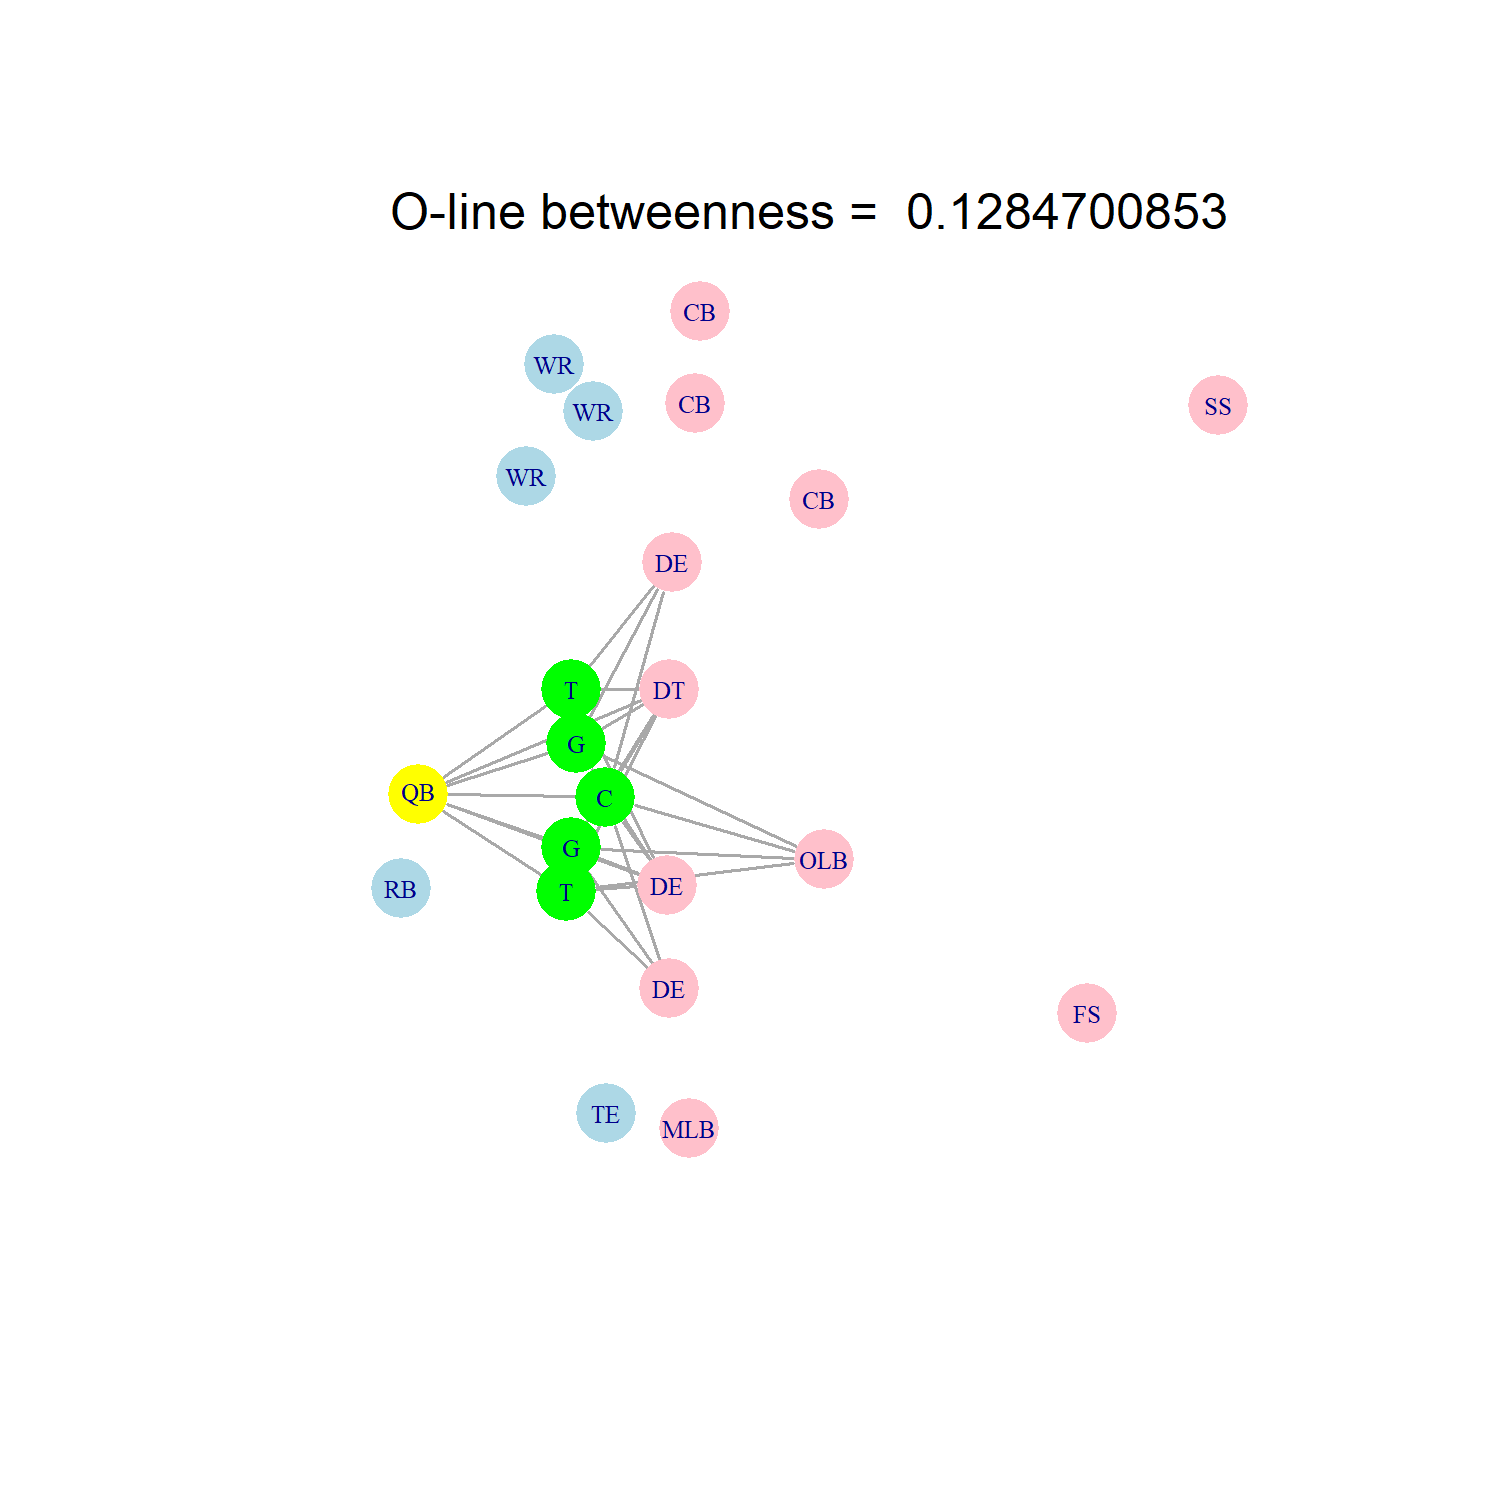 O-line betweenness =  0.1284700853
CB
WR
CB
SS
WR
WR
CB
DE
T
DT
G
QB
C
G
OLB
RB
T
DE
DE
FS
TE
MLB